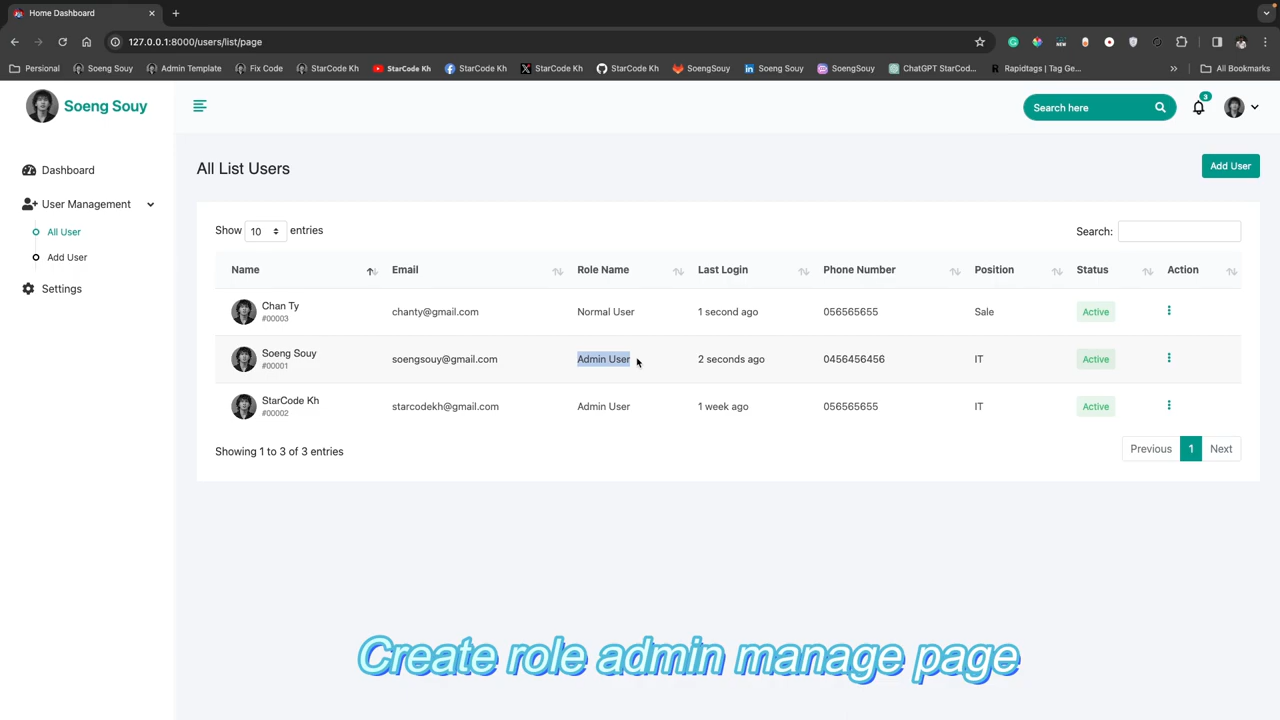 Home Dashboard
127.0.0.1:8000/users/list/page
Personal Soeng Souy Admin Template Fix Code StarCode Kh StarCode Kh StarCode Kh StarCode Kh StarCode Kh SoengSouy Soeng Souy SoengSouy ChatGPT StarCod... Rapidtags | Tag Ge... » All Bookmarks
Soeng Souy
Search here
3
Dashboard
User Management
All User
Add User
Settings
All List Users
Add User
Show 10 entries
Search:
Name Email Role Name Last Login Phone Number Position Status Action
Chan Ty chanty@gmail.com Normal User 1 second ago 056565655 Sale Active
#00003
Soeng Souy soengsouy@gmail.com Admin User 2 seconds ago 0456456456 IT Active
#00001
StarCode Kh starcodekh@gmail.com Admin User 1 week ago 056565655 IT Active
#00002
Showing 1 to 3 of 3 entries
Previous 1 Next
Create role admin manage page